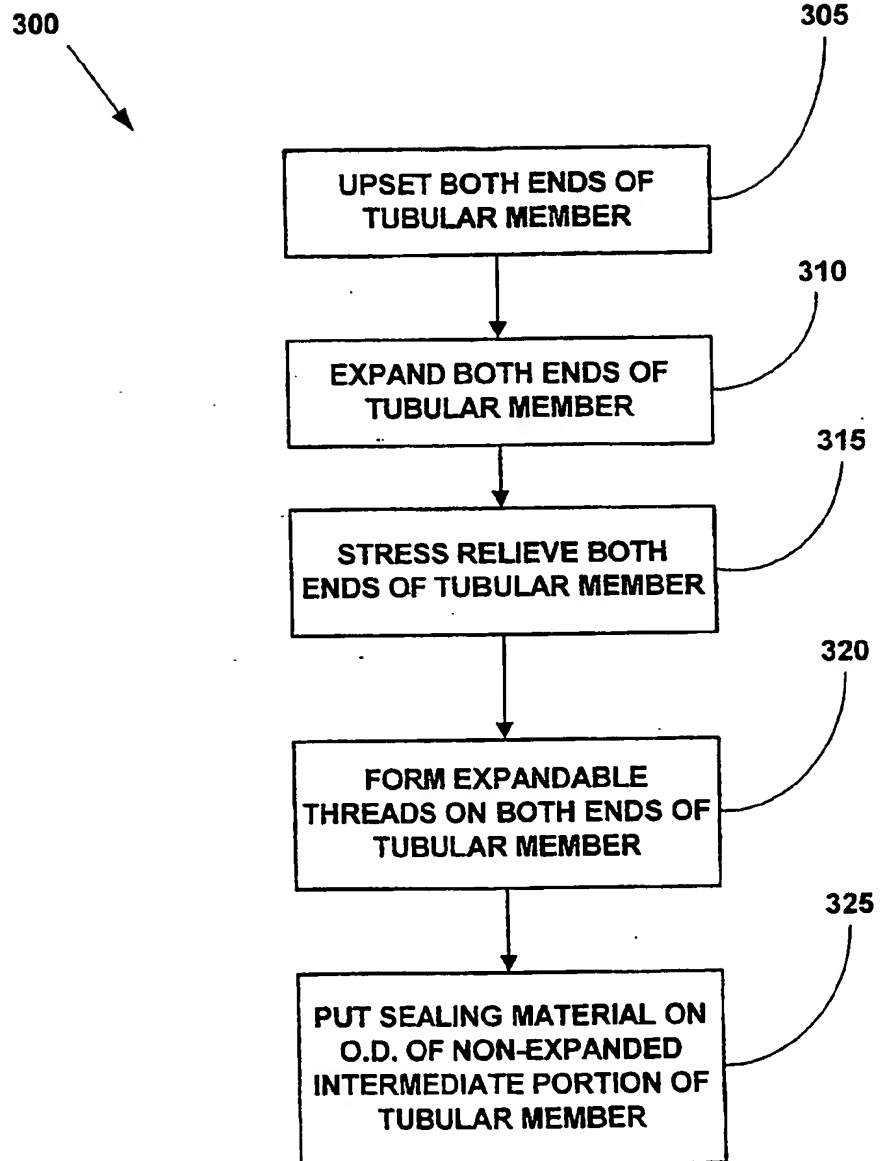 300
305
UPSET BOTH ENDS OF
TUBULAR MEMBER
310
EXPAND BOTH ENDS OF
TUBULAR MEMBER
315
STRESS RELIEVE BOTH
ENDS OF TUBULAR MEMBER
320
FORM EXPANDABLE
THREADS ON BOTH ENDS OF
TUBULAR MEMBER
325
PUT SEALING MATERIAL ON
O.D. OF NON-EXPANDED
INTERMEDIATE PORTION OF
TUBULAR MEMBER